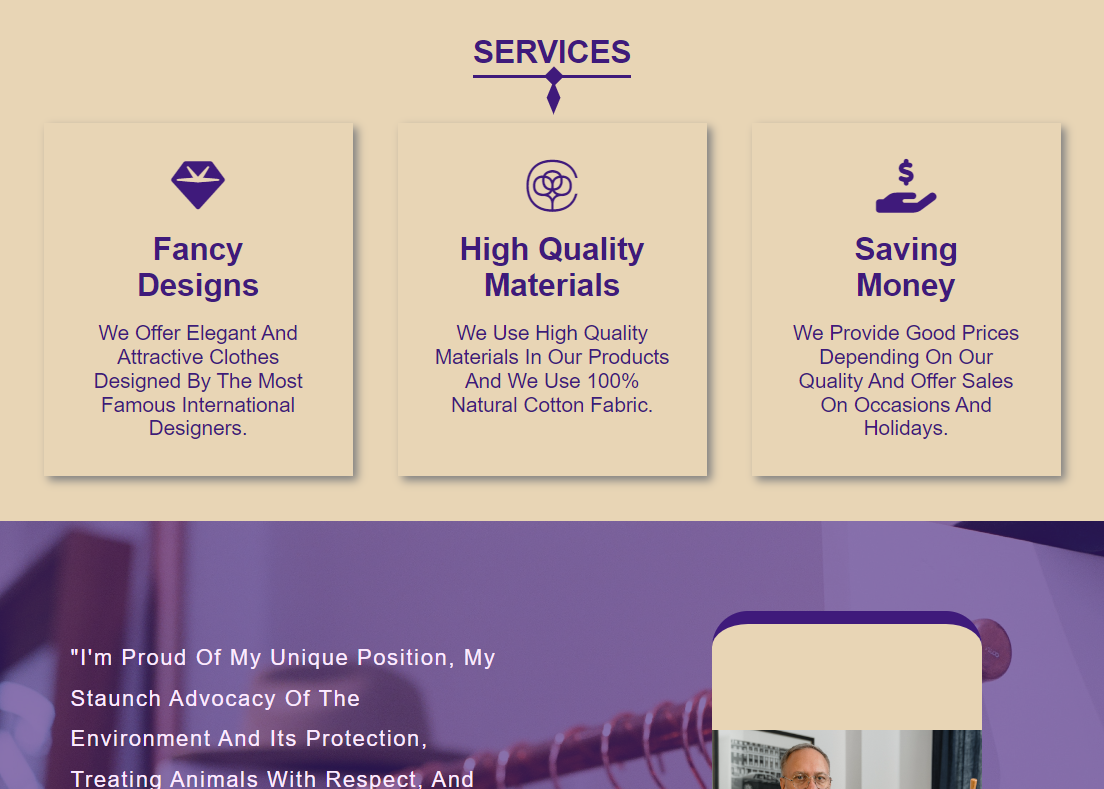 SERVICES
Fancy
Designs
We Offer Elegant And
Attractive Clothes
Designed By The Most
Famous International
Designers.
High Quality
Materials
We Use High Quality
Materials In Our Products
And We Use 100%
Natural Cotton Fabric.
$
Saving
Money
We Provide Good Prices
Depending On Our
Quality And Offer Sales
On Occasions And
Holidays.
"I'm Proud Of My Unique Position, My
Staunch Advocacy Of The
Environment And Its Protection,
Treating Animals With Respect, And